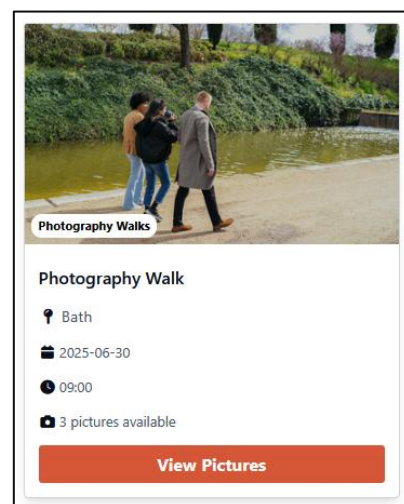 Photography Walks
Photography Walk
Bath
2025-06-30
09:00
3 pictures available
View Pictures